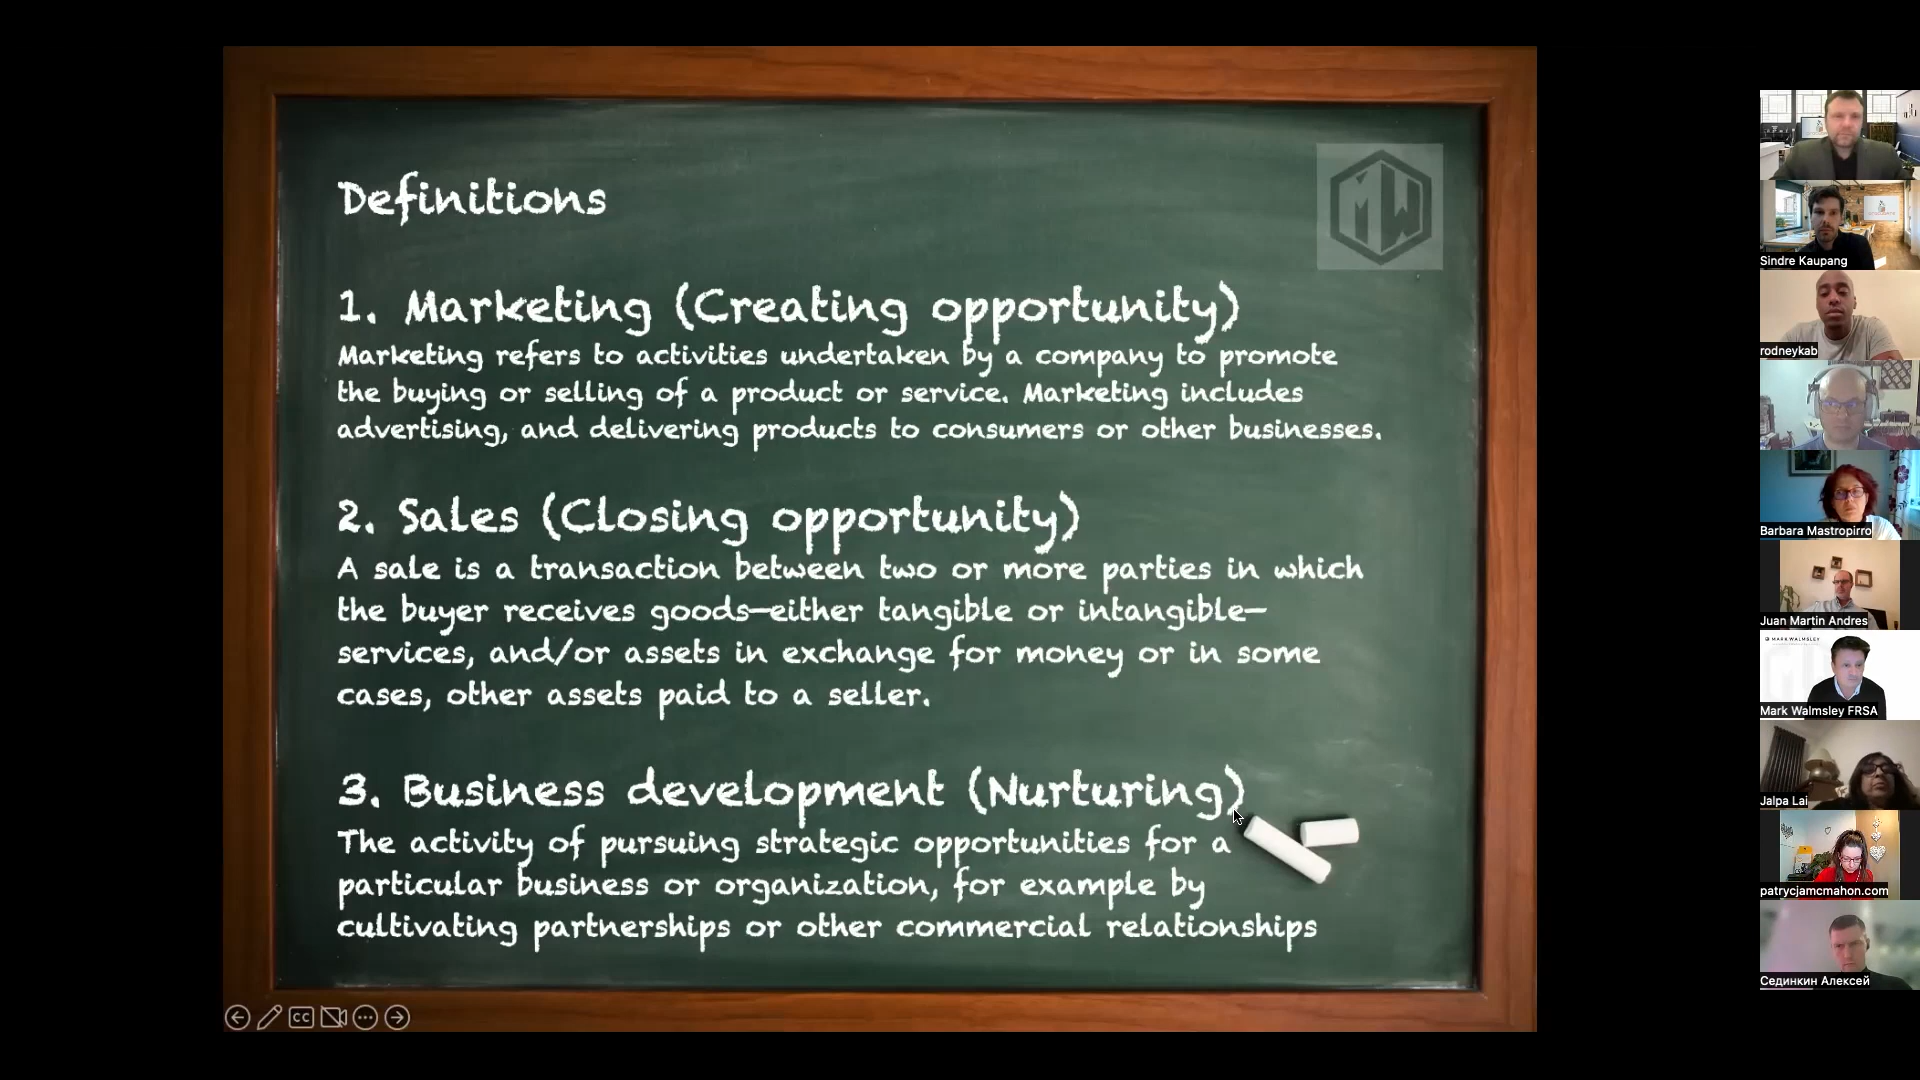 Definitions
MW
1. Marketing (Creating opportunity)
Marketing refers to activities undertaken by a company to promote
the buying or selling of a product or service. Marketing includes
advertising, and delivering products to consumers or other businesses.
2. Sales (Closing opportunity)
A sale is a transaction between two or more parties in which
the buyer receives goods—either tangible or intangible—
services, and/or assets in exchange for money or in some
cases, other assets paid to a seller.
3. Business development (Nurturing)
The activity of pursuing strategic opportunities for a
particular business or organization, for example by
cultivating partnerships or other commercial relationships
CC
Sindre Kaupang
rodneykab
Barbara Mastropirro
Juan Martin Andres
MARK WALMSLEY
Mark Walmsley FRSA
Jalpa Lai
patrycjamcmahon.com
Сединкин Алексей